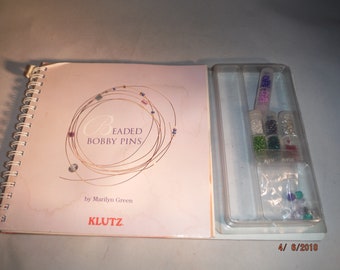 BEADED
BOBBY PINS
by Marilyn Green
KLUTZ
4/ 6/2010